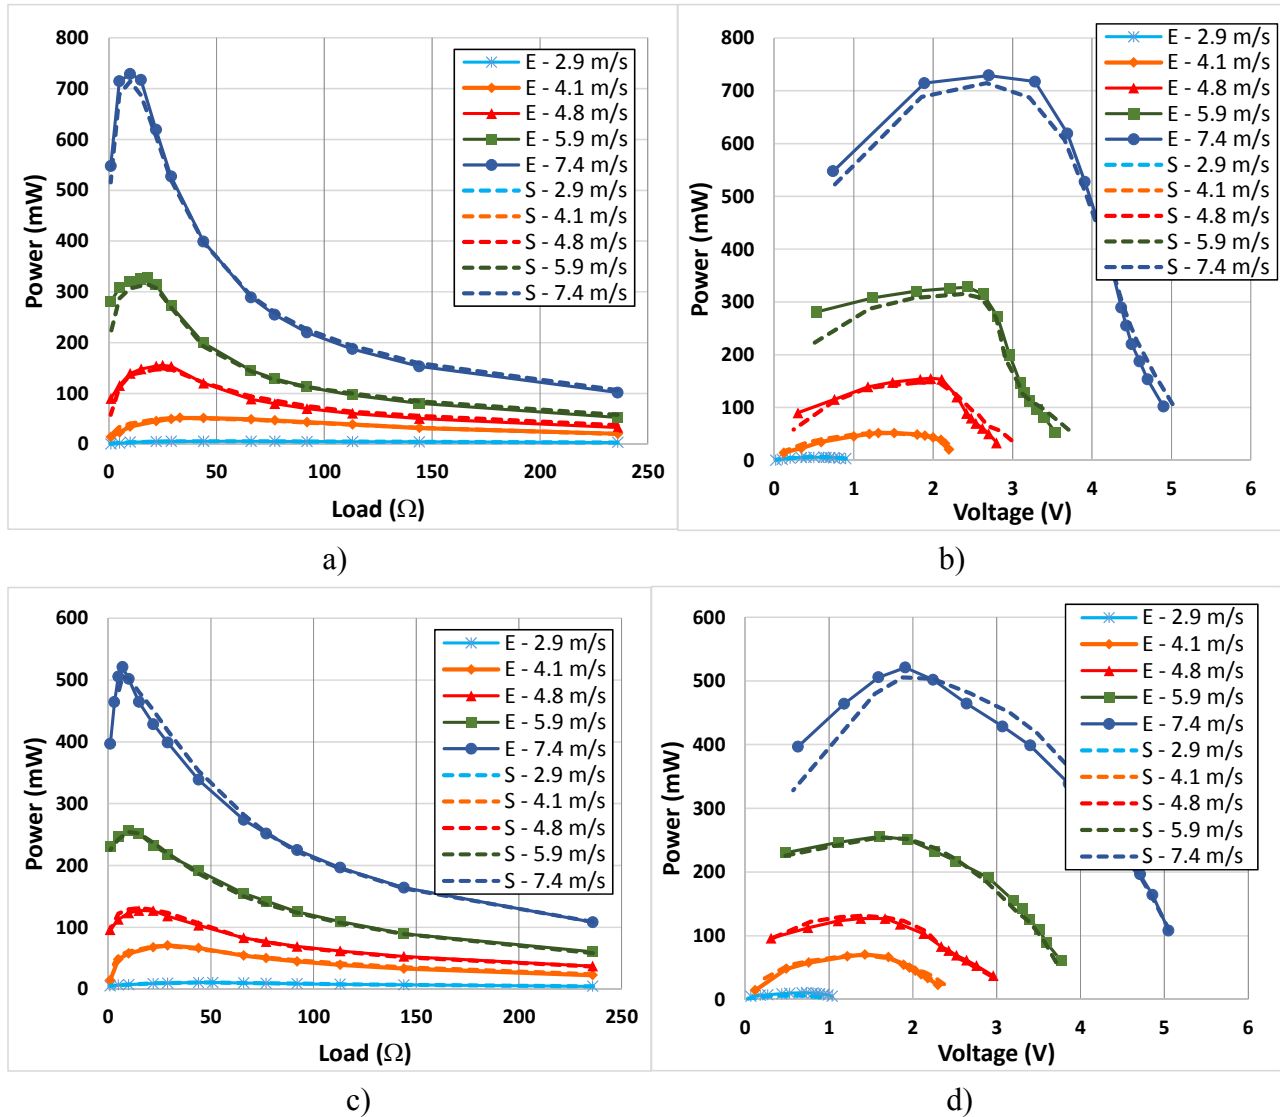 800
700
600
500
400
300
200
100
0
Power (mW)
0 50 100 150 200 250
Load (Ω)
E - 2.9 m/s
E - 4.1 m/s
E - 4.8 m/s
E - 5.9 m/s
E - 7.4 m/s
S - 2.9 m/s
S - 4.1 m/s
S - 4.8 m/s
S - 5.9 m/s
S - 7.4 m/s
a)
800
700
600
500
400
300
200
100
0
Power (mW)
0 1 2 3 4 5 6
Voltage (V)
E - 2.9 m/s
E - 4.1 m/s
E - 4.8 m/s
E - 5.9 m/s
E - 7.4 m/s
S - 2.9 m/s
S - 4.1 m/s
S - 4.8 m/s
S - 5.9 m/s
S - 7.4 m/s
b)
600
500
400
300
200
100
0
Power (mW)
0 50 100 150 200 250
Load (Ω)
E - 2.9 m/s
E - 4.1 m/s
E - 4.8 m/s
E - 5.9 m/s
E - 7.4 m/s
S - 2.9 m/s
S - 4.1 m/s
S - 4.8 m/s
S - 5.9 m/s
S - 7.4 m/s
c)
600
500
400
300
200
100
0
Power (mW)
0 1 2 3 4 5 6
Voltage (V)
E - 2.9 m/s
E - 4.1 m/s
E - 4.8 m/s
E - 5.9 m/s
E - 7.4 m/s
S - 2.9 m/s
S - 4.1 m/s
S - 4.8 m/s
S - 5.9 m/s
S - 7.4 m/s
d)